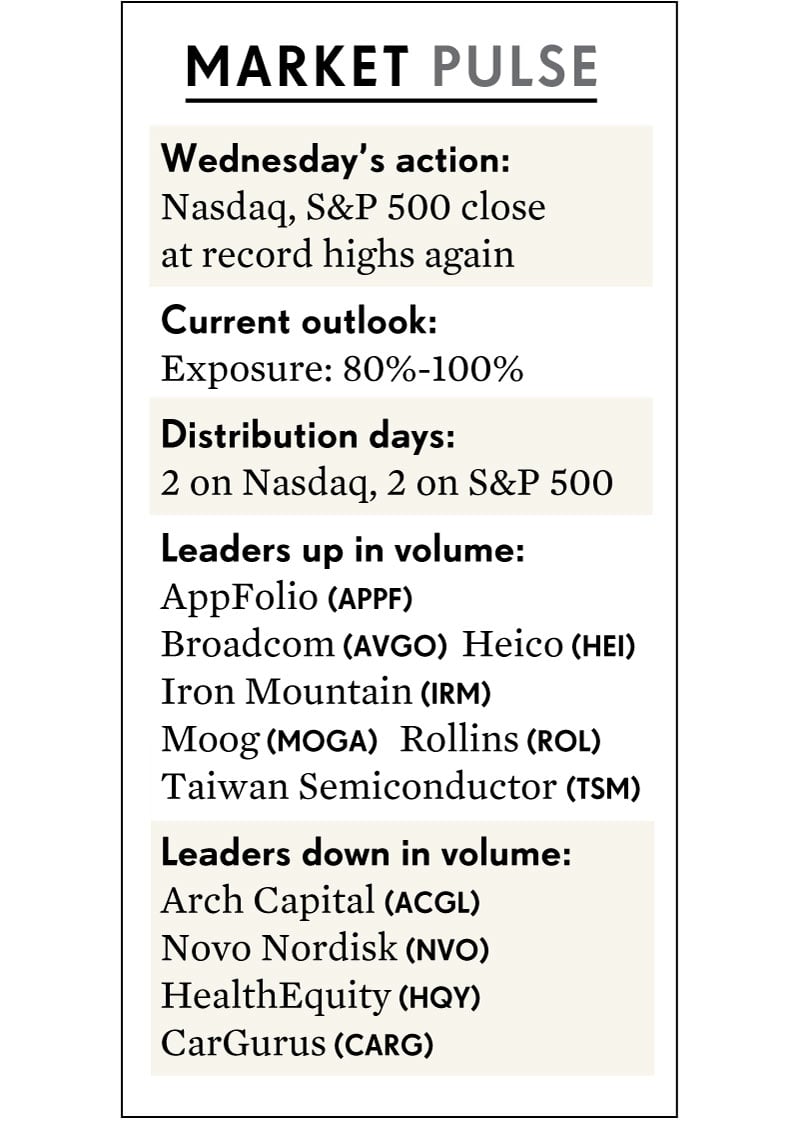 MARKET PULSE
Wednesday's action:
Nasdaq, S&P 500 close
at record highs again
Current outlook:
Exposure: 80%-100%
Distribution days:
2 on Nasdaq, 2 on S&P 500
Leaders up in volume:
AppFolio (APPF)
Broadcom (AVGO) Heico (HEI)
Iron Mountain (IRM)
Moog (MOGA) Rollins (ROL)
Taiwan Semiconductor (TSM)
Leaders down in volume:
Arch Capital (ACGL)
Novo Nordisk (NVO)
HealthEquity (HQY)
CarGurus (CARG)